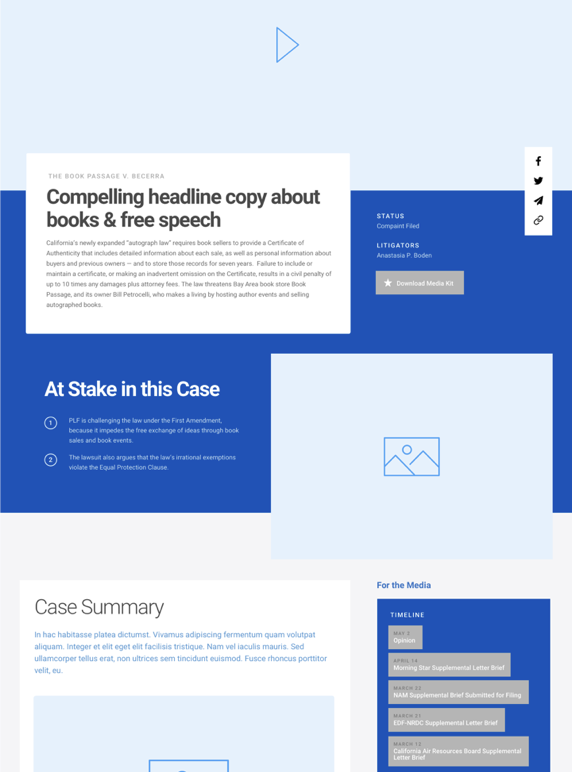 THE BOOK PASSAGE V. BECERRA
Compelling headline copy about
books & free speech
California's newly expanded "autograph law" requires book sellers to provide a Certificate of
Authenticity that includes detailed information about each sale, as well as personal information about
buyers and previous owners — and to store those records for seven years. Failure to include or
maintain a certificate, or making an inadvertent omission on the Certificate, results in a civil penalty of
up to 10 times any damages plus attorney fees. The law threatens Bay Area book store Book
Passage, and its owner Bill Petrocelli, who makes a living by hosting author events and selling
autographed books.
STATUS
Compaint Filed
LITIGATORS
Anastasia P. Boden
Download Media Kit
At Stake in this Case
1
PLF is challenging the law under the First Amendment,
because it impedes the free exchange of ideas through book
sales and book events.
2
The lawsuit also argues that the law's irrational exemptions
violate the Equal Protection Clause.
Case Summary
In hac habitasse platea dictumst. Vivamus adipiscing fermentum quam volutpat
aliquam. Integer et elit eget elit facilisis tristique. Nam vel iaculis mauris. Sed
ullamcorper tellus erat, non ultrices sem tincidunt euismod. Fusce rhoncus porttitor
velit, eu.
For the Media
TIMELINE
MAY 2
Opinion
APRIL 14
Morning Star Supplemental Letter Brief
MARCH 22
NAM Supplemental Brief Submitted for Filing
MARCH 21
EDF-NRDC Supplemental Letter Brief
MARCH 12
California Air Resources Board Supplemental
Letter Brief